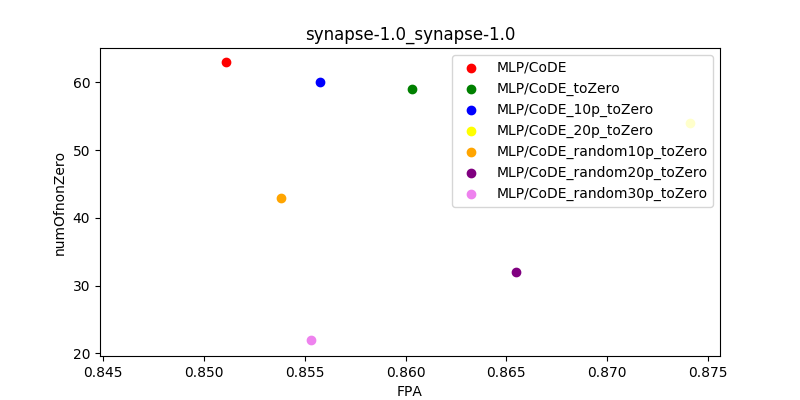 synapse-1.0_synapse-1.0
MLP/CoDE
MLP/CoDE_toZero
MLP/CoDE_10p_toZero
MLP/CoDE_20p_toZero
MLP/CoDE_random10p_toZero
MLP/CoDE_random20p_toZero
MLP/CoDE_random30p_toZero
numOfnonZero
60
50
40
30
20
0.845 0.850 0.855 0.860 0.865 0.870 0.875
FPA